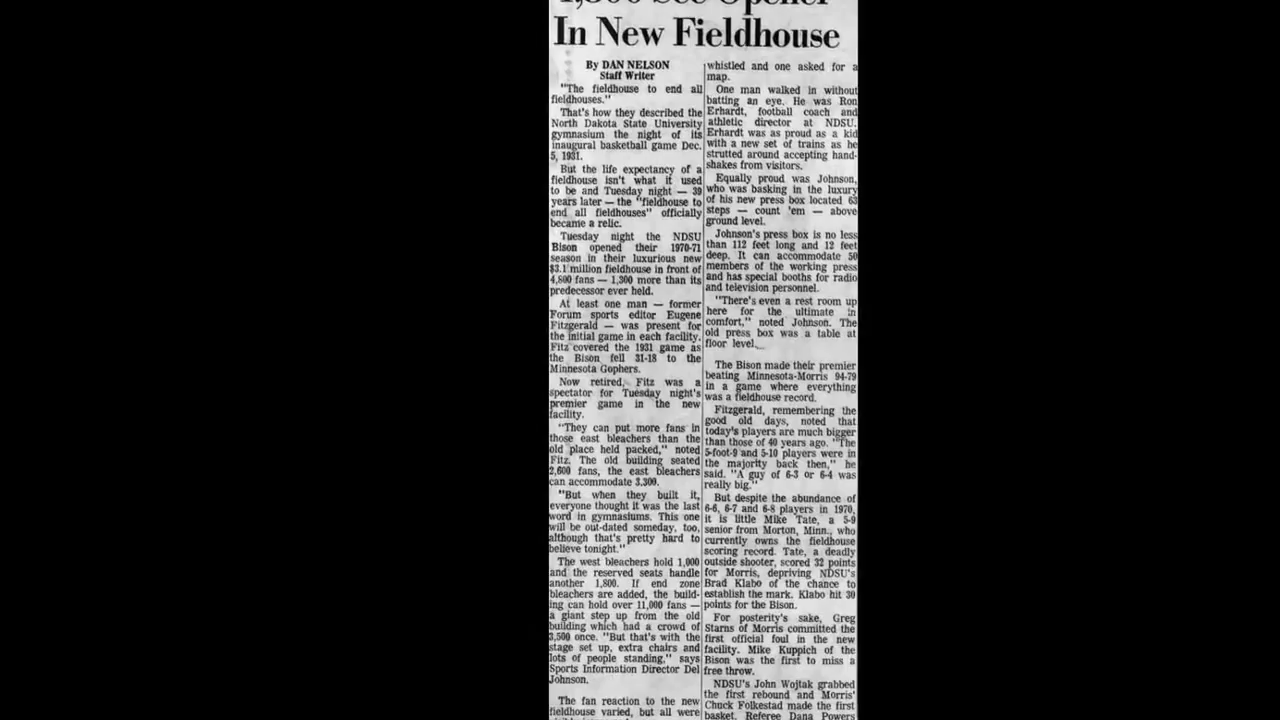 4,800 See Opener
In New Fieldhouse
By DAN NELSON
Staff Writer
"The fieldhouse to end all
fieldhouses."
That's how they described the
North Dakota State University
gymnasium the night of its
inaugural basketball game Dec.
5, 1931.
But the life expectancy of a
fieldhouse isn't what it used
to be and Tuesday night — 39
years later — the "fieldhouse to
end all fieldhouses" officially
became a relic.
Tuesday night the NDSU
Bison opened their 1970-71
season in their luxurious new
$3.1 million fieldhouse in front of
4,800 fans — 1,300 more than its
predecessor ever held.
At least one man — former
Forum sports editor Eugene
Fitzgerald — was present for
the initial game in each facility.
Fitz covered the 1931 game as
the Bison fell 31-18 to the
Minnesota Gophers.
Now retired, Fitz was a
spectator for Tuesday night's
premier game in the new
facility.
"They can put more fans in
those east bleachers than the
old place held packed," noted
Fitz. The old building seated
2,600 fans, the east bleachers
can accommodate 3,300.
"But when they built it,
everyone thought it was the last
word in gymnasiums. This one
will be out-dated someday, too,
although that's pretty hard to
believe tonight."
The west bleachers hold 1,000
and the reserved seats handle
another 1,800. If end zone
bleachers are added, the build-
ing can hold over 11,000 fans —
a giant step up from the old
building which had a crowd of
3,500 once. "But that's with the
stage set up, extra chairs and
lots of people standing," says
Sports Information Director Del
Johnson.
The fan reaction to the new
fieldhouse varied, but all were
whistled and one asked for a
map.
One man walked in without
batting an eye. He was Ron
Erhardt, football coach and
athletic director at NDSU.
Erhardt was as proud as a kid
with a new set of trains as he
strutted around accepting hand-
shakes from visitors.
Equally proud was Johnson,
who was basking in the luxury
of his new press box located 63
steps — count 'em — above
ground level.
Johnson's press box is no less
than 112 feet long and 12 feet
deep. It can accommodate 50
members of the working press
and has special booths for radio
and television personnel.
"There's even a rest room up
here for the ultimate in
comfort," noted Johnson. The
old press box was a table at
floor level.
The Bison made their premier
beating Minnesota-Morris 94-79
in a game where everything
was a fieldhouse record.
Fitzgerald, remembering the
good old days, noted that
today's players are much bigger
than those of 40 years ago. "The
5-foot-9 and 5-10 players were in
the majority back then," he
said. "A guy of 6-3 or 6-4 was
really big."
But despite the abundance of
6-6, 6-7 and 6-8 players in 1970,
it is little Mike Tate, a 5-9
senior from Morton, Minn., who
currently owns the fieldhouse
scoring record. Tate, a deadly
outside shooter, scored 32 points
for Morris, depriving NDSU's
Brad Klabo of the chance to
establish the mark. Klabo hit 30
points for the Bison.
For posterity's sake, Greg
Starns of Morris committed the
first official foul in the new
facility. Mike Kuppich of the
Bison was the first to miss a
free throw.
NDSU's John Wojtak grabbed
the first rebound and Morris'
Chuck Folkestad made the first
basket. Referee Dana Powers